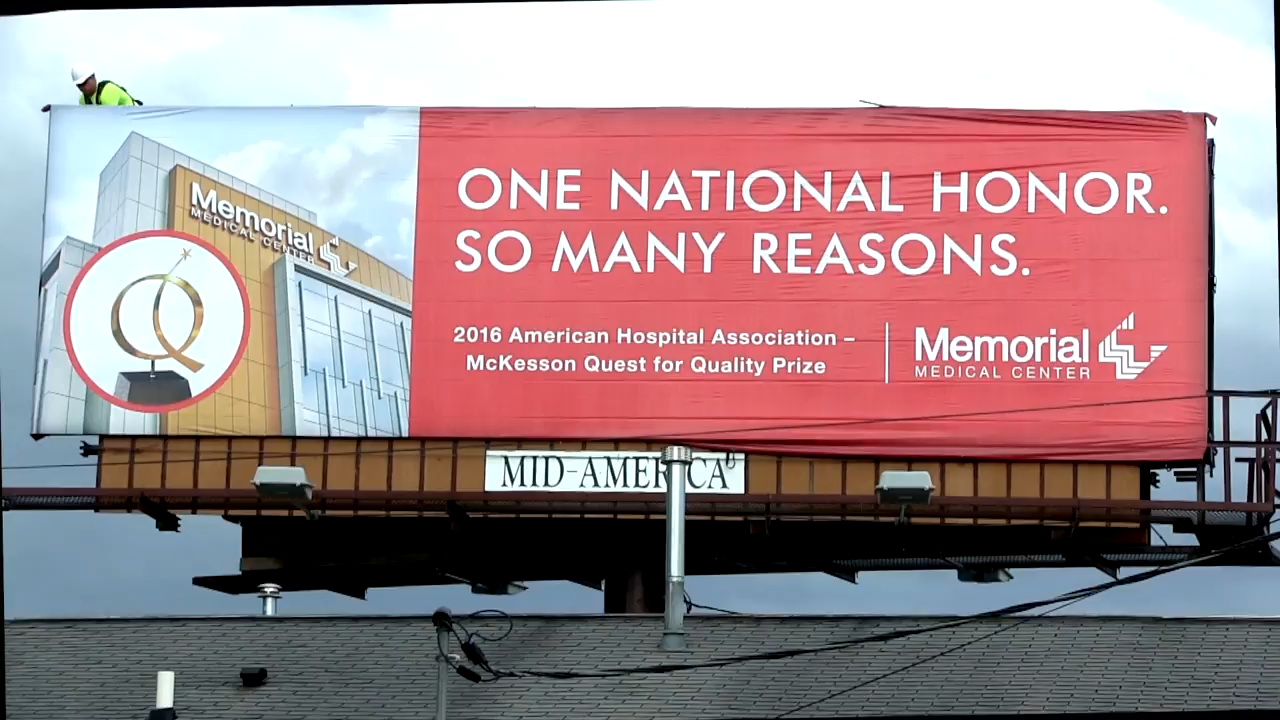 Memorial
MEDICAL CENTER
ONE NATIONAL HONOR.
SO MANY REASONS.
2016 American Hospital Association –
McKesson Quest for Quality Prize
Memorial
MEDICAL CENTER
MID-AMERICA